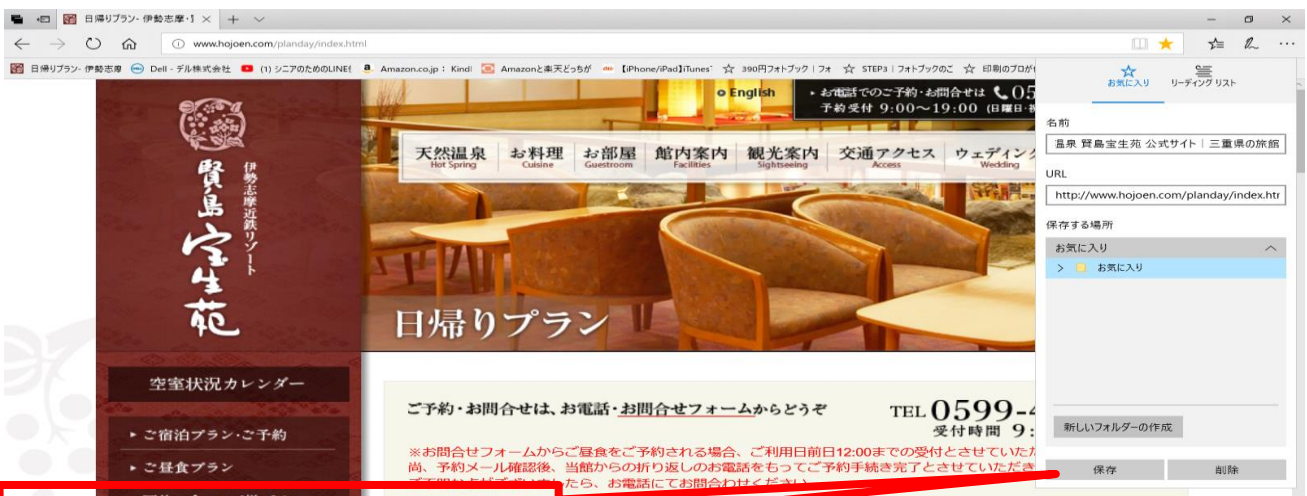 日帰りプラン- 伊勢志摩・
www.hojoen.com/planday/index.html
日帰りプラン- 伊勢志摩
Dell - デル株式会社
(1) シニアのためのLINE
Amazon.co.jp: Kindl
Amazonと楽天どっちが
【iPhone/iPad】iTunes
390円フォトブック | フォ
STEP3 | フォトブックのご
印刷のプロが
English
・お電話でのご予約・お問合せは 05
予約受付 9:00〜19:00 (日曜日・祝
天然温泉 お料理 お部屋 館内案内 観光案内 交通アクセス ウェディング
Hot Spring Cuisine Guestroom Facilities Sightseeing Access Wedding
伊勢志摩近鉄リゾート
賢島宝生苑
日帰りプラン
空室状況カレンダー
ご宿泊プラン・ご予約
ご昼食プラン
ご予約・お問合せは、お電話・お問合せフォームからどうぞ
TEL 0599-4
受付時間 9:
※お問合せフォームからご昼食をご予約される場合、ご利用日前日12:00までの受付とさせていただ
尚、予約メール確認後、当館からの折り返しのお電話をもってご予約手続き完了とさせていただき
お気に入り リーディング リスト
名前
温泉 賢島宝生苑 公式サイト | 三重県の旅館
URL
http://www.hojoen.com/planday/index.htr
保存する場所
お気に入り
お気に入り
新しいフォルダーの作成
保存 削除